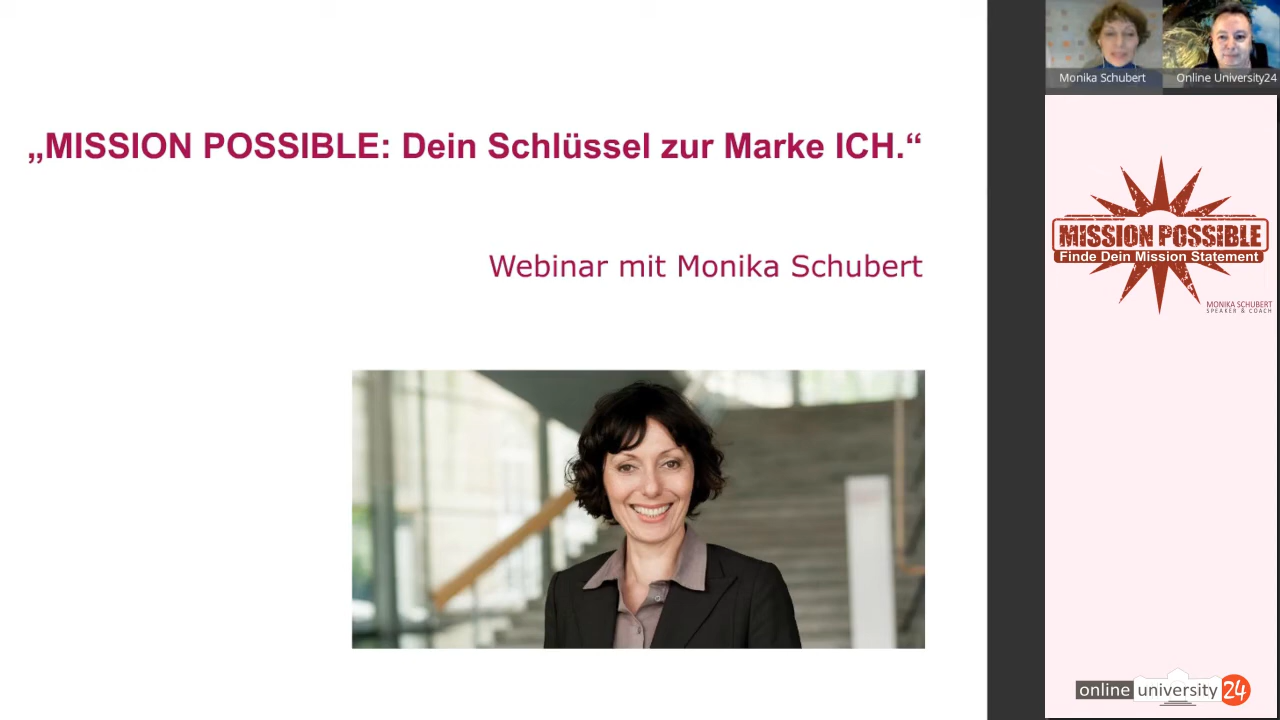 Monika Schubert
Online University24
„MISSION POSSIBLE: Dein Schlüssel zur Marke ICH.“
Webinar mit Monika Schubert
MISSION POSSIBLE
Finde Dein Mission Statement
MONIKA SCHUBERT
SPEAKER & COACH
online university 24